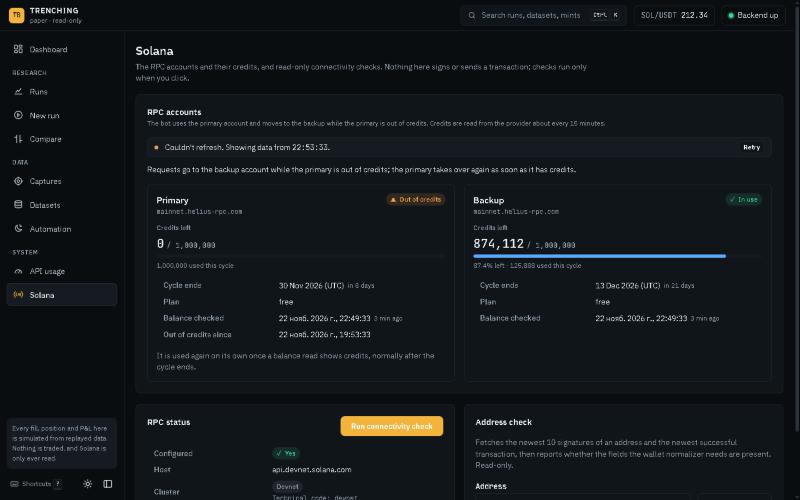 TB
TRENCHING
paper · read-only
Search runs, datasets, mints
Ctrl K
SOL/USDT 212.34
Backend up
Dashboard
RESEARCH
Runs
New run
Compare
DATA
Captures
Datasets
Automation
SYSTEM
API usage
Solana
Every fill, position and P&L here
is simulated from replayed data.
Nothing is traded, and Solana is
only ever read.
Shortcuts ?
Solana
The RPC accounts and their credits, and read-only connectivity checks. Nothing here signs or sends a transaction; checks run only
when you click.
RPC accounts
The bot uses the primary account and moves to the backup while the primary is out of credits. Credits are read from the provider about every 15 minutes.
Couldn't refresh. Showing data from 22:53:33.
Retry
Requests go to the backup account while the primary is out of credits; the primary takes over again as soon as it has credits.
Primary
Out of credits
mainnet.helius-rpc.com
Credits left
0 / 1,000,000
1,000,000 used this cycle
Cycle ends 30 Nov 2026 (UTC) in 8 days
Plan free
Balance checked 22 нояб. 2026 г., 22:49:33 3 min ago
Out of credits since 22 нояб. 2026 г., 19:53:33
It is used again on its own once a balance read shows credits, normally after the
cycle ends.
Backup
✓ In use
mainnet.helius-rpc.com
Credits left
874,112 / 1,000,000
87.4% left · 125,888 used this cycle
Cycle ends 13 Dec 2026 (UTC) in 21 days
Plan free
Balance checked 22 нояб. 2026 г., 22:49:33 3 min ago
RPC status
Run connectivity check
Configured ✓ Yes
Host api.devnet.solana.com
Cluster Devnet
Technical code: devnet
Address check
Fetches the newest 10 signatures of an address and the newest successful
transaction, then reports whether the fields the wallet normalizer needs are present.
Read-only.
Address